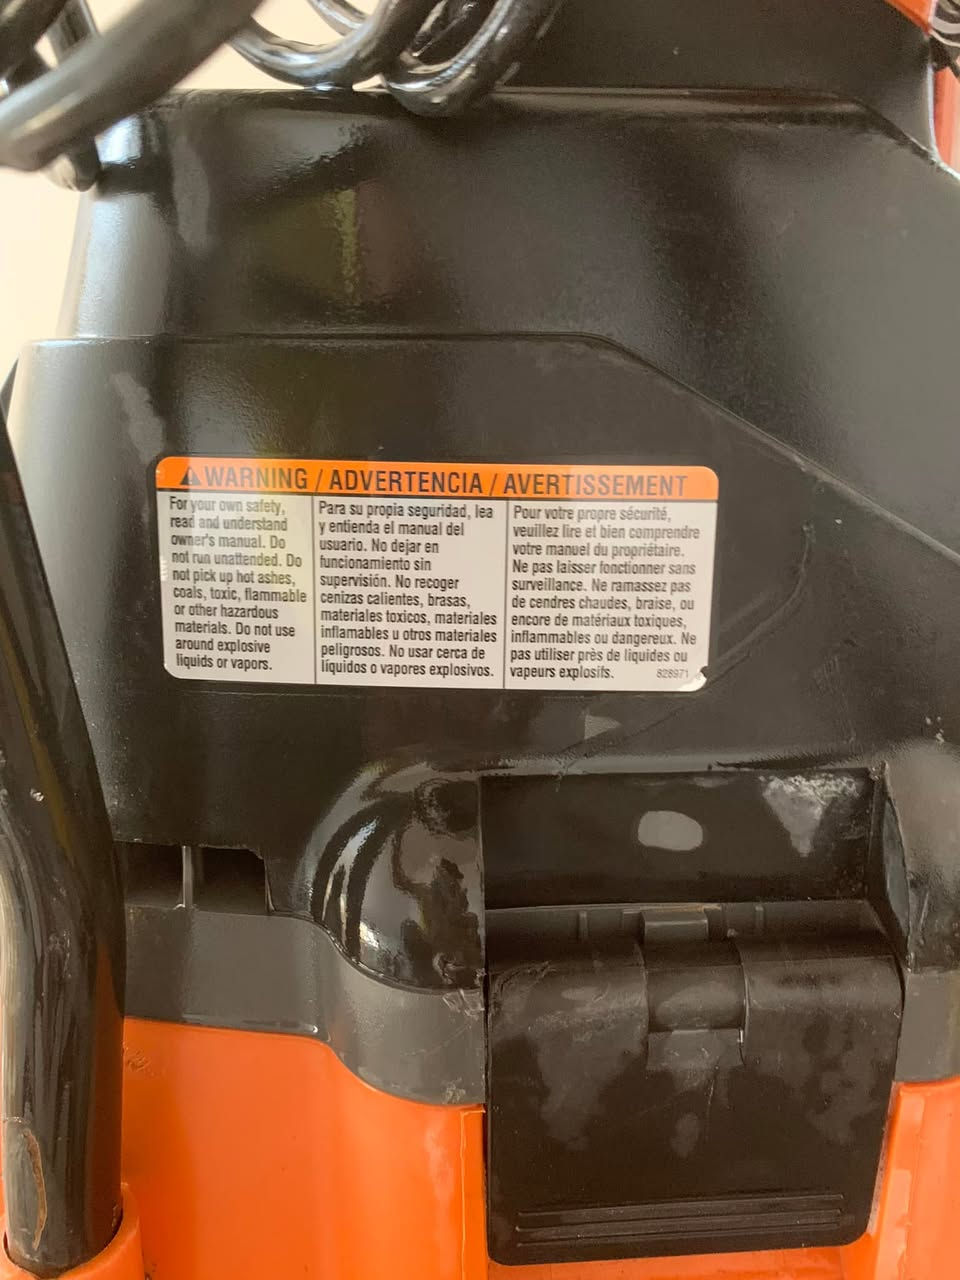 WARNING / ADVERTENCIA / AVERTISSEMENT
For your own safety,
read and understand
owner's manual. Do
not run unattended. Do
not pick up hot ashes,
coals, toxic, flammable
or other hazardous
materials. Do not use
around explosive
liquids or vapors.
Para su propia seguridad, lea
y entienda el manual del
usuario. No dejar en
funcionamiento sin
supervisión. No recoger
cenizas calientes, brasas,
materiales toxicos, materiales
inflamables u otros materiales
peligrosos. No usar cerca de
líquidos o vapores explosivos.
Pour votre propre sécurité,
veuillez lire et bien comprendre
votre manuel du propriétaire.
Ne pas laisser fonctionner sans
surveillance. Ne ramassez pas
de cendres chaudes, braise, ou
encore de matériaux toxiques,
inflammables ou dangereux. Ne
pas utiliser près de liquides ou
vapeurs explosifs.
828971